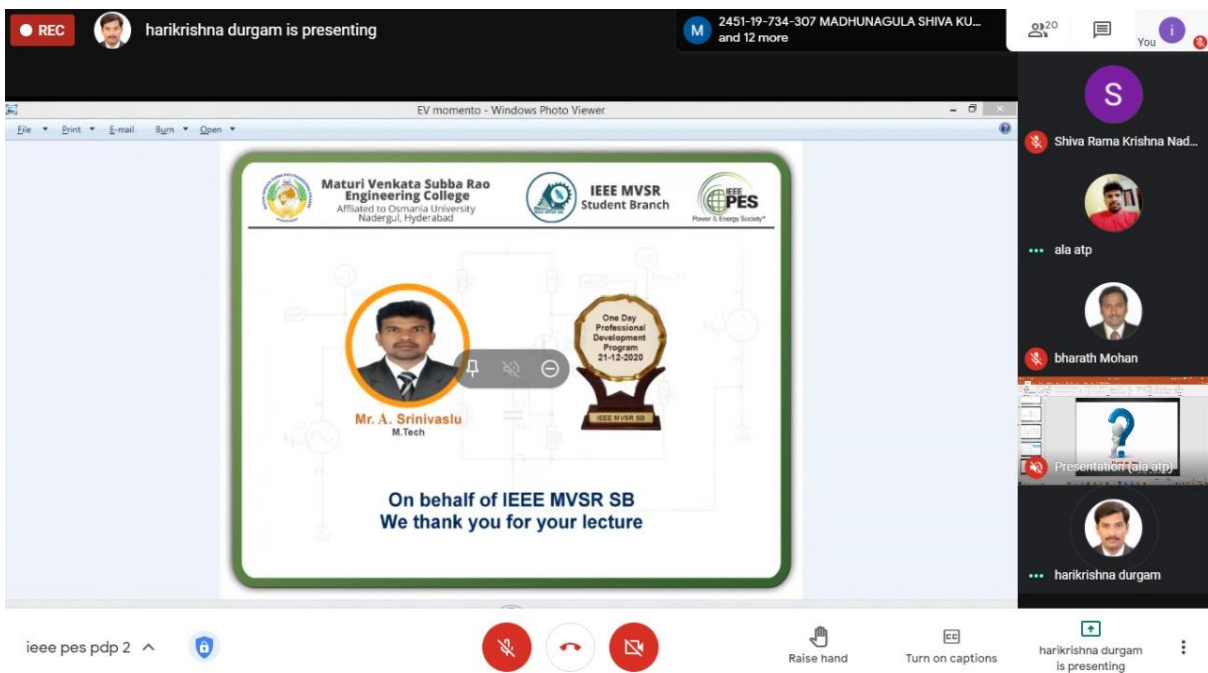 REC
harikrishna durgam is presenting
M
2451-19-734-307 MADHUNAGULA SHIVA KU...
and 12 more
20
You
i
EV momento - Windows Photo Viewer
File Print E-mail Burn Open
Maturi Venkata Subba Rao
Engineering College
Affliated to Osmania University
Nadergul, Hyderabad
IEEE MVSR
Student Branch
IEEE
PES
Power & Energy Society®
One Day
Professional
Development
Program
21-12-2020
IEEE MVSR SB
Mr. A. Srinivaslu
M.Tech
On behalf of IEEE MVSR SB
We thank you for your lecture
S
Shiva Rama Krishna Nad...
ala atp
bharath Mohan
Presentation (ala atp)
harikrishna durgam
ieee pes pdp 2
Raise hand
CC
Turn on captions
harikrishna durgam
is presenting